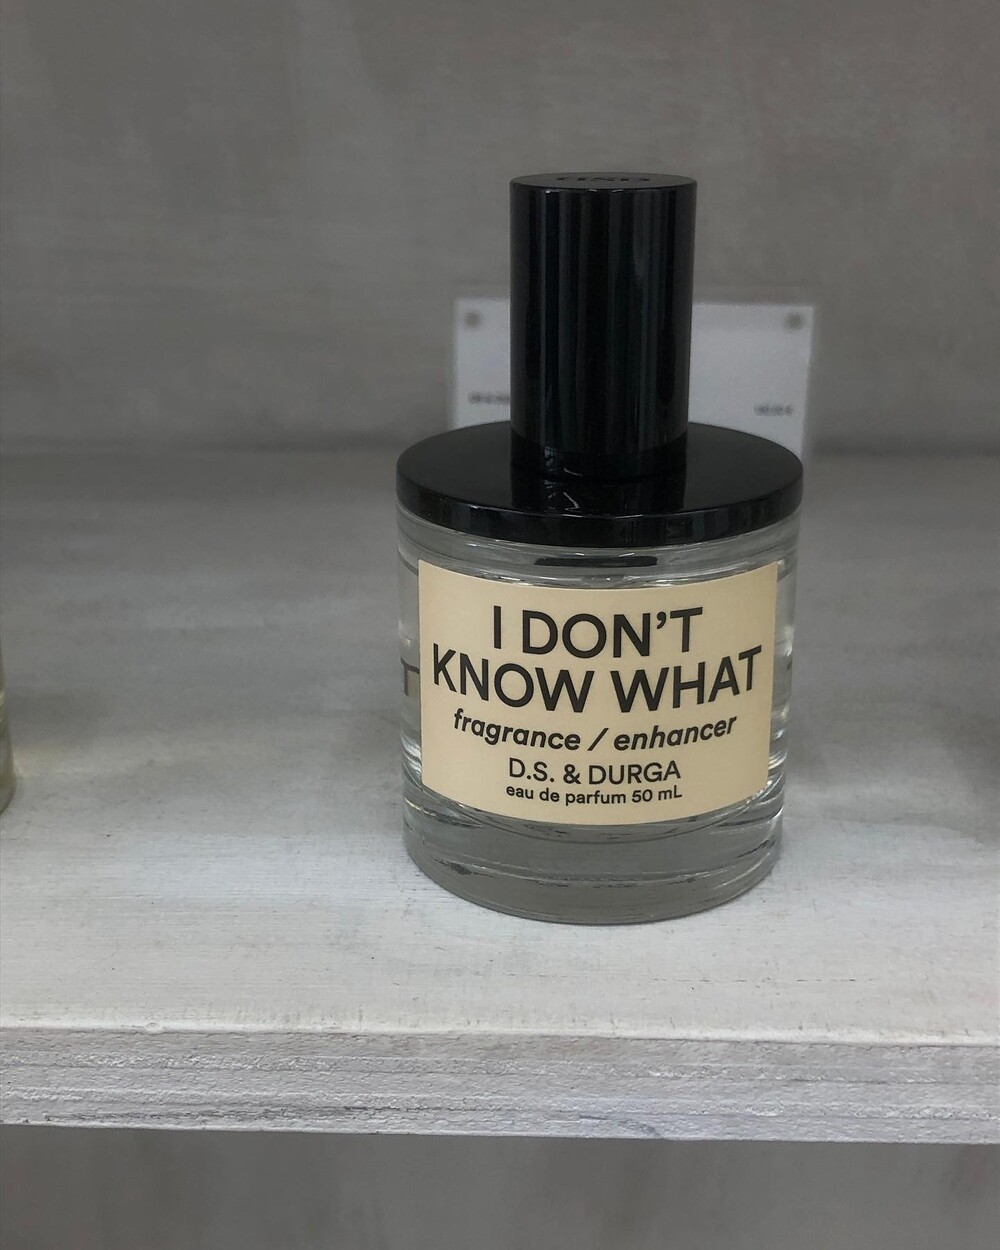 I DON'T
KNOW WHAT
fragrance / enhancer
D.S. & DURGA
eau de parfum 50 mL